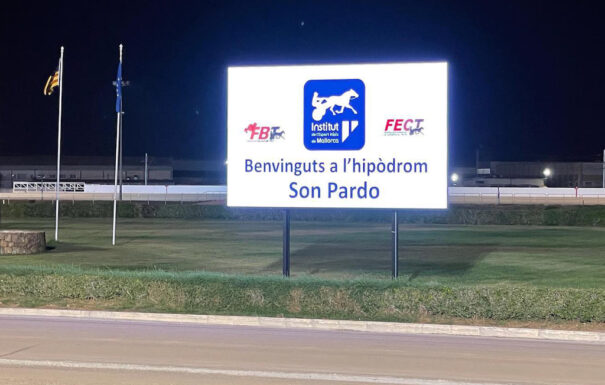 Institut
de l'Esport Hípic
de Mallorca
FBT
FECT
Benvinguts a l'hipòdrom
Son Pardo